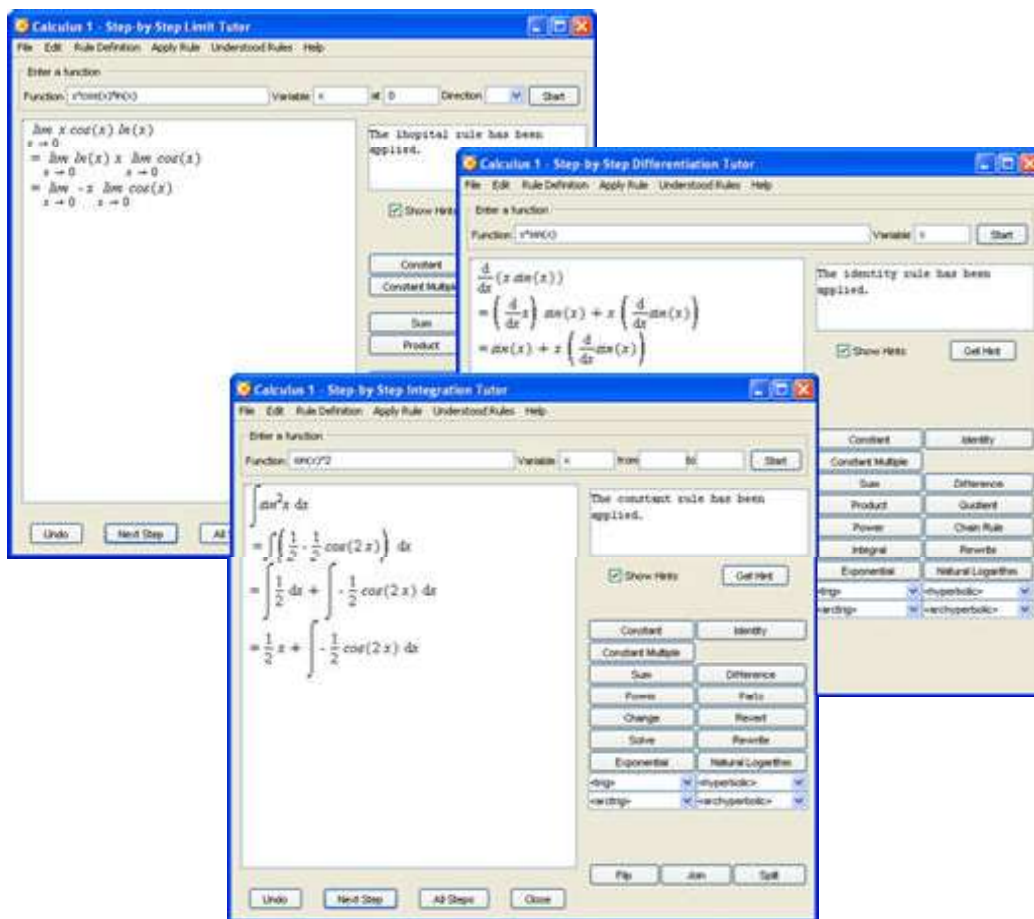 Calculus 1 - Step-by-Step Limit Tutor
File Edit Rule Definition Apply Rule Understood Rules Help
Enter a function
Function x*cos(x)*ln(x) Variable x at 0 Direction Start
lim x cos(x) ln(x)
x → 0
= lim ln(x) x lim cos(x)
x → 0 x → 0
= lim -x lim cos(x)
x → 0 x → 0
The lhopital rule has been
applied.
Show Hints
Constant
Constant Multiple
Sum
Product
Undo Next Step All
Calculus 1 - Step-by-Step Differentiation Tutor
File Edit Rule Definition Apply Rule Understood Rules Help
Enter a function
Function x*sin(x) Variable x Start
d/dx (x sin(x))
= (d/dx x) sin(x) + x (d/dx sin(x))
= sin(x) + x (d/dx sin(x))
The identity rule has been
applied.
Show Hints Get Hint
Constant Identity
Constant Multiple
Sum Difference
Product Quotient
Power Chain Rule
Integral Rewrite
Exponential Natural Logarithm
<trig> <hyperbolic>
<arctrig> <archyperbolic>
Calculus 1 - Step-by-Step Integration Tutor
File Edit Rule Definition Apply Rule Understood Rules Help
Enter a function
Function sin(x)^2 Variable x from to Start
∫ sin²x dx
= ∫ (1/2 - 1/2 cos(2 x)) dx
= ∫ 1/2 dx + ∫ - 1/2 cos(2 x) dx
= 1/2 x + ∫ - 1/2 cos(2 x) dx
The constant rule has been
applied.
Show Hints Get Hint
Constant Identity
Constant Multiple
Sum Difference
Power Parts
Change Revert
Solve Rewrite
Exponential Natural Logarithm
<trig> <hyperbolic>
<arctrig> <archyperbolic>
Flip Join Split
Undo Next Step All Steps Close